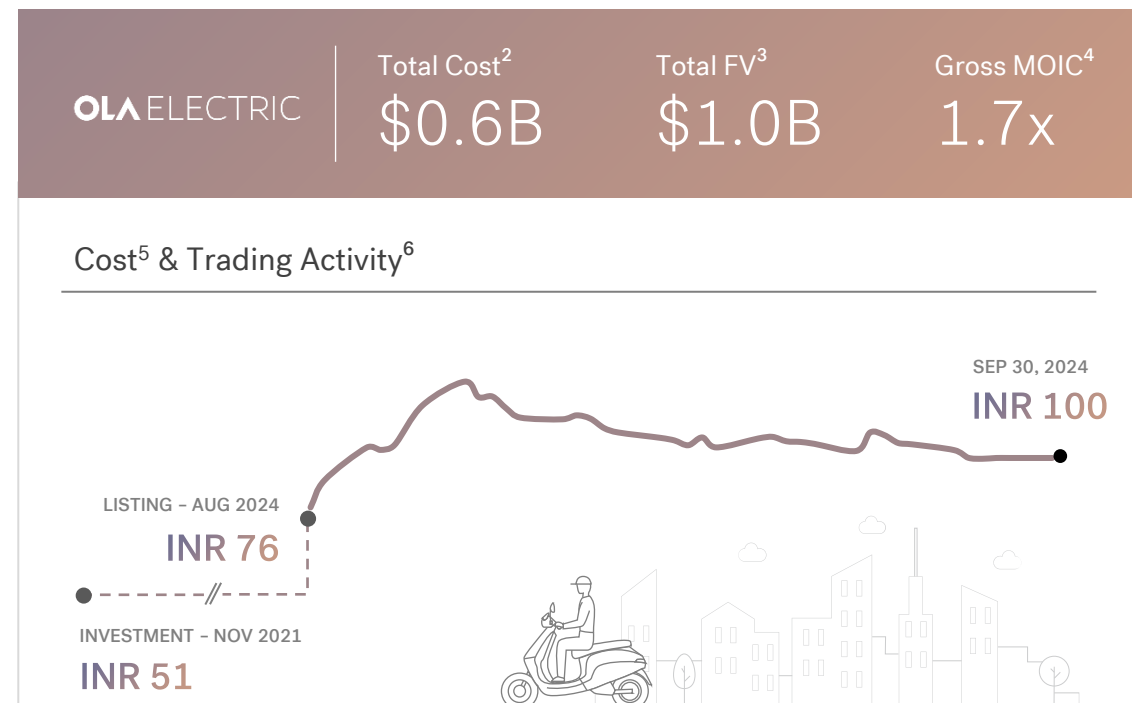 OLA ELECTRIC
Total Cost²
$0.6B
Total FV³
$1.0B
Gross MOIC⁴
1.7x
Cost⁵ & Trading Activity⁶
SEP 30, 2024
INR 100
LISTING – AUG 2024
INR 76
INVESTMENT – NOV 2021
INR 51